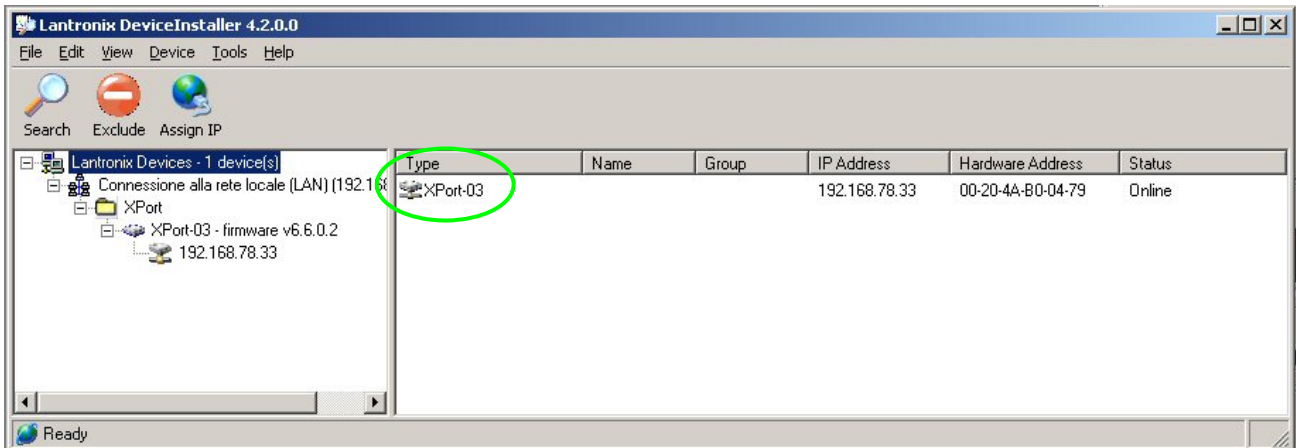 Lantronix DeviceInstaller 4.2.0.0
File Edit View Device Tools Help
Search Exclude Assign IP
Lantronix Devices - 1 device(s)
Connessione alla rete locale (LAN) (192.168
XPort
XPort-03 - firmware v6.6.0.2
192.168.78.33
Type Name Group IP Address Hardware Address Status
XPort-03 192.168.78.33 00-20-4A-B0-04-79 Online
Ready